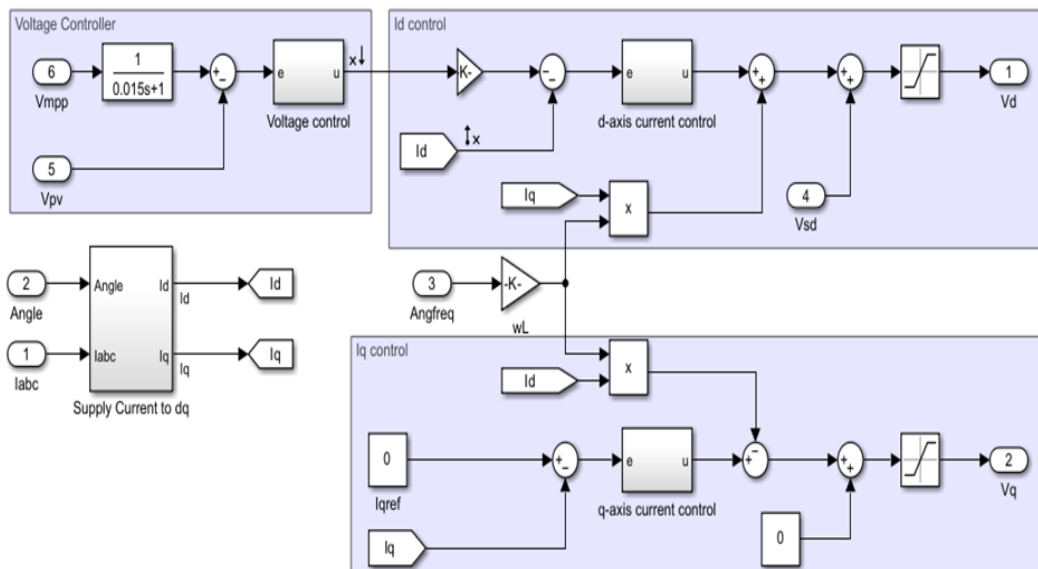 Voltage Controller
6
Vmpp
1
0.015s+1
+
−
e u
Voltage control
x
5
Vpv
Id control
K-
−
−
Id
x
e u
d-axis current control
+
+
+
+
1
Vd
Iq
x
4
Vsd
2
Angle
1
Iabc
Angle Id
Id
Iabc Iq
Iq
Supply Current to dq
Id
Iq
3
Angfreq
-K-
wL
Iq control
Id
x
0
Iqref
+
−
Iq
e u
q-axis current control
+
−
+
+
0
2
Vq